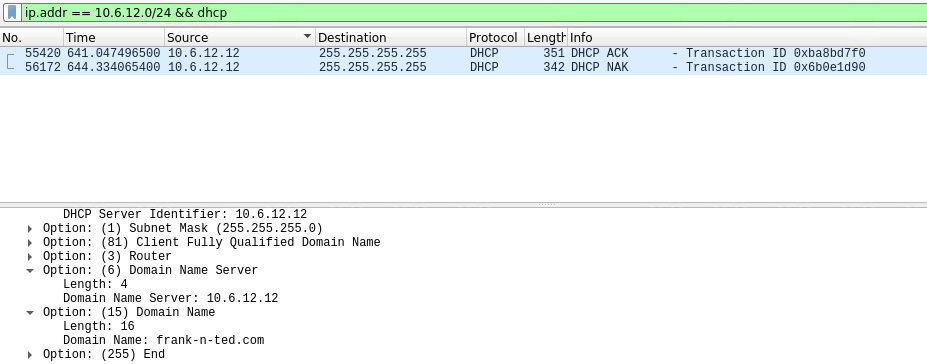 ip.addr == 10.6.12.0/24 && dhcp
No. Time Source Destination Protocol Length Info
55420 641.047496500 10.6.12.12 255.255.255.255 DHCP 351 DHCP ACK - Transaction ID 0xba8bd7f0
56172 644.334065400 10.6.12.12 255.255.255.255 DHCP 342 DHCP NAK - Transaction ID 0x6b0e1d90
DHCP Server Identifier: 10.6.12.12
Option: (1) Subnet Mask (255.255.255.0)
Option: (81) Client Fully Qualified Domain Name
Option: (3) Router
Option: (6) Domain Name Server
Length: 4
Domain Name Server: 10.6.12.12
Option: (15) Domain Name
Length: 16
Domain Name: frank-n-ted.com
Option: (255) End